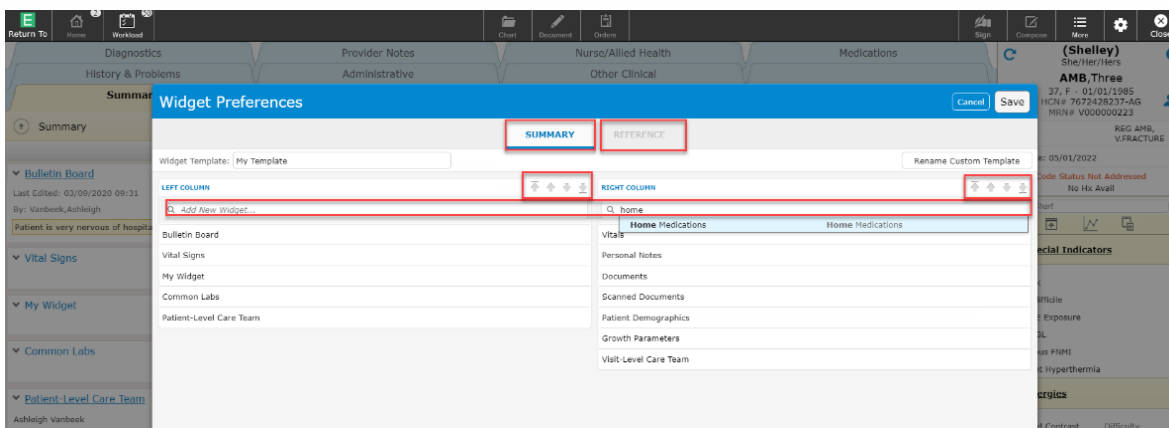 E
Return To
Home
2
Workload
50
Chart
Document
Orders
Sign
Compose
More
Close
Diagnostics
Provider Notes
Nurse/Allied Health
Medications
History & Problems
Administrative
Other Clinical
Summar
(Shelley)
She/Her/Hers
AMB,Three
37, F - 01/01/1985
HCN# 7672428237-AG
MRN# V000000223
REG AMB,
V.FRACTURE
Summary
Widget Preferences
Cancel
Save
SUMMARY
REFERENCE
Widget Template: My Template
Rename Custom Template
e: 05/01/2022
Code Status Not Addressed
No Hx Avail
Bulletin Board
Last Edited: 03/09/2020 09:31
By: Vanbeek,Ashleigh
Patient is very nervous of hospita
Vital Signs
My Widget
Common Labs
Patient-Level Care Team
Ashleigh Vanbeek
LEFT COLUMN
Add New Widget...
Bulletin Board
Vital Signs
My Widget
Common Labs
Patient-Level Care Team
RIGHT COLUMN
home
Home Medications Home Medications
Vitals
Personal Notes
Documents
Scanned Documents
Patient Demographics
Growth Parameters
Visit-Level Care Team
ecial Indicators
ifficile
E Exposure
us FNMI
t Hyperthermia
ergies
d Contrast Difficulty